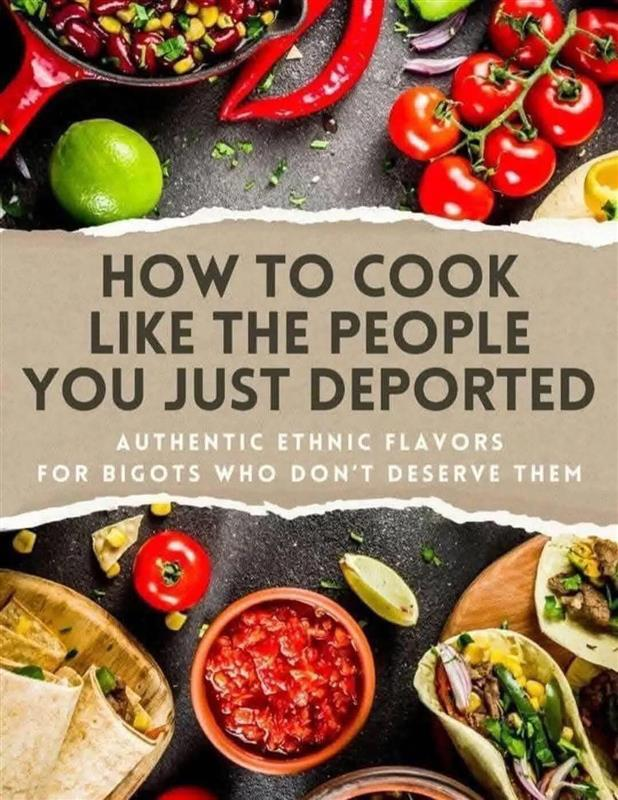 HOW TO COOK
LIKE THE PEOPLE
YOU JUST DEPORTED
AUTHENTIC ETHNIC FLAVORS
FOR BIGOTS WHO DON'T DESERVE THEM